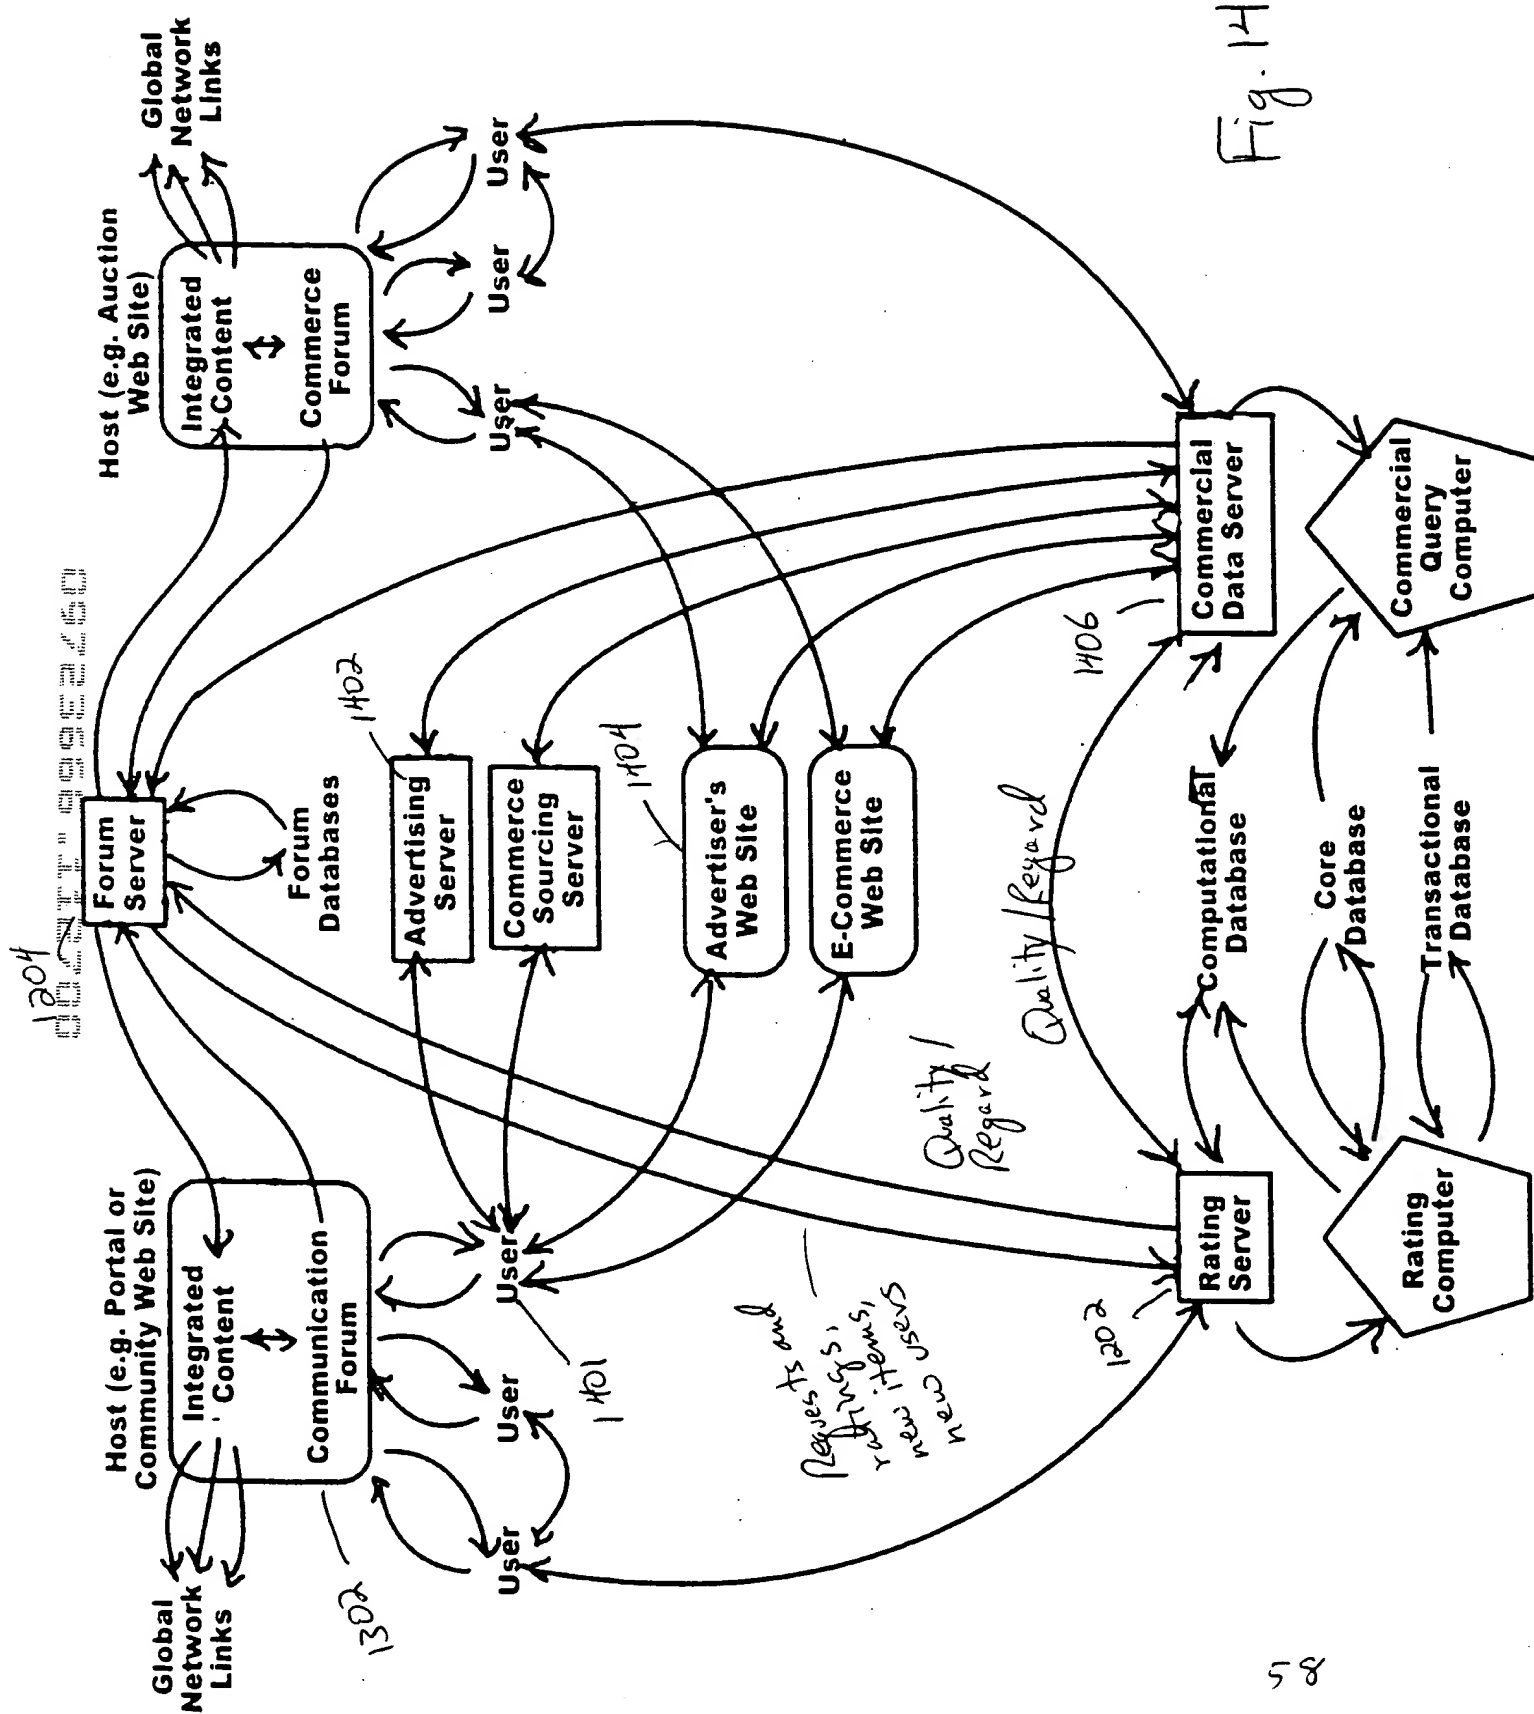 Host (e.g. Portal or
Community Web Site)
Global
Network
Links
Integrated
Content
Communication
Forum
1302
User
User
User
1401
1204
Forum
Server
Forum
Databases
Host (e.g. Auction
Web Site)
Global
Network
Links
Integrated
Content
Commerce
Forum
User
User
User
1402
Advertising
Server
Commerce
Sourcing
Server
1404
Advertiser's
Web Site
E-Commerce
Web Site
Requests and
ratings,
new items,
new users
Quality /
Regard
Quality / Regard
1202
Rating
Server
1406
Commercial
Data Server
Computational
Database
Core
Database
Transactional
Database
Rating
Computer
Commercial
Query
Computer
Fig. 14
58